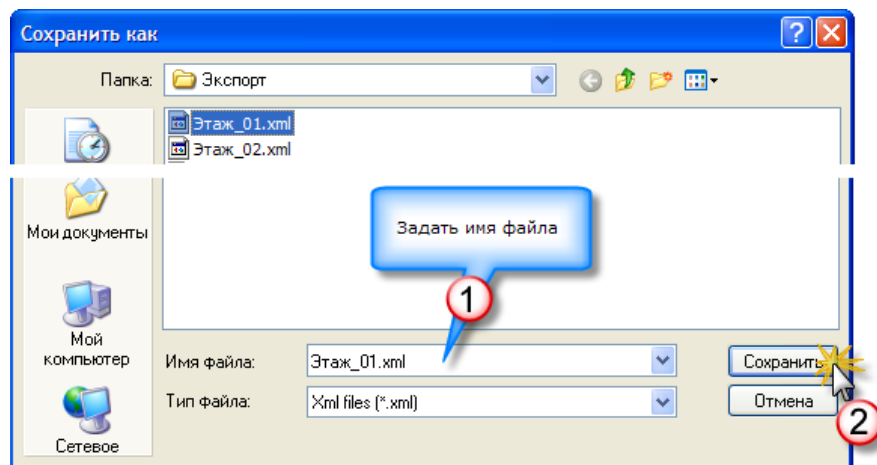 Сохранить как
Папка: Экспорт
Этаж_01.xml
Этаж_02.xml
Мои документы
Задать имя файла
1
Мой
компьютер
Имя файла: Этаж_01.xml Сохранить
Тип файла: Xml files (*.xml) Отмена
2
Сетевое